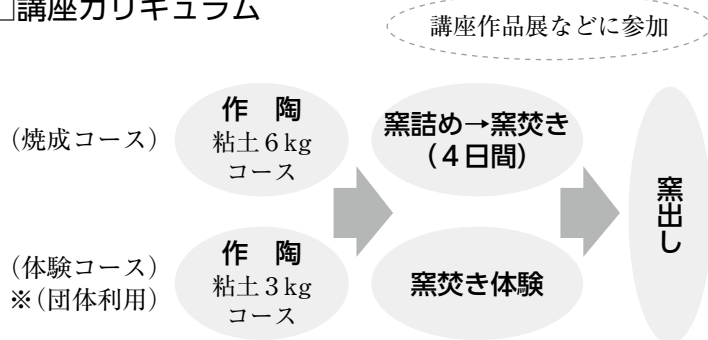 □講座カリキュラム
講座作品展などに参加
（焼成コース）
作　陶
粘土６kg
コース
窯詰め→窯焚き
（４日間）
窯出し
（体験コース）
※（団体利用）
作　陶
粘土３kg
コース
窯焚き体験